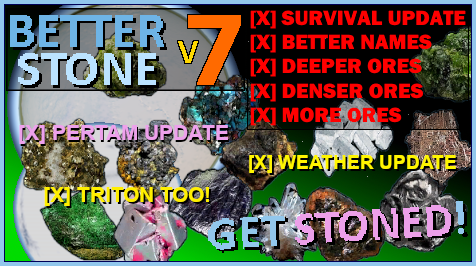 BETTER
STONE v7
[X] SURVIVAL UPDATE
[X] BETTER NAMES
[X] DEEPER ORES
[X] DENSER ORES
[X] MORE ORES
[X] PERTAM UPDATE
[X] WEATHER UPDATE
[X] TRITON TOO!
GET STONED!